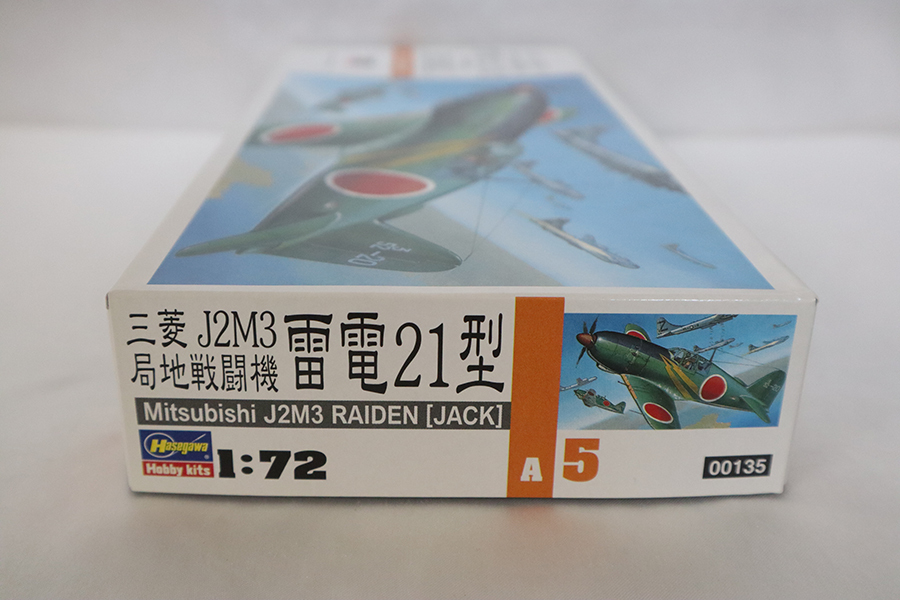 三菱 J2M3
局地戦闘機 雷電21型
Mitsubishi J2M3 RAIDEN [JACK]
Hasegawa
Hobby kits
1:72
A 5
00135